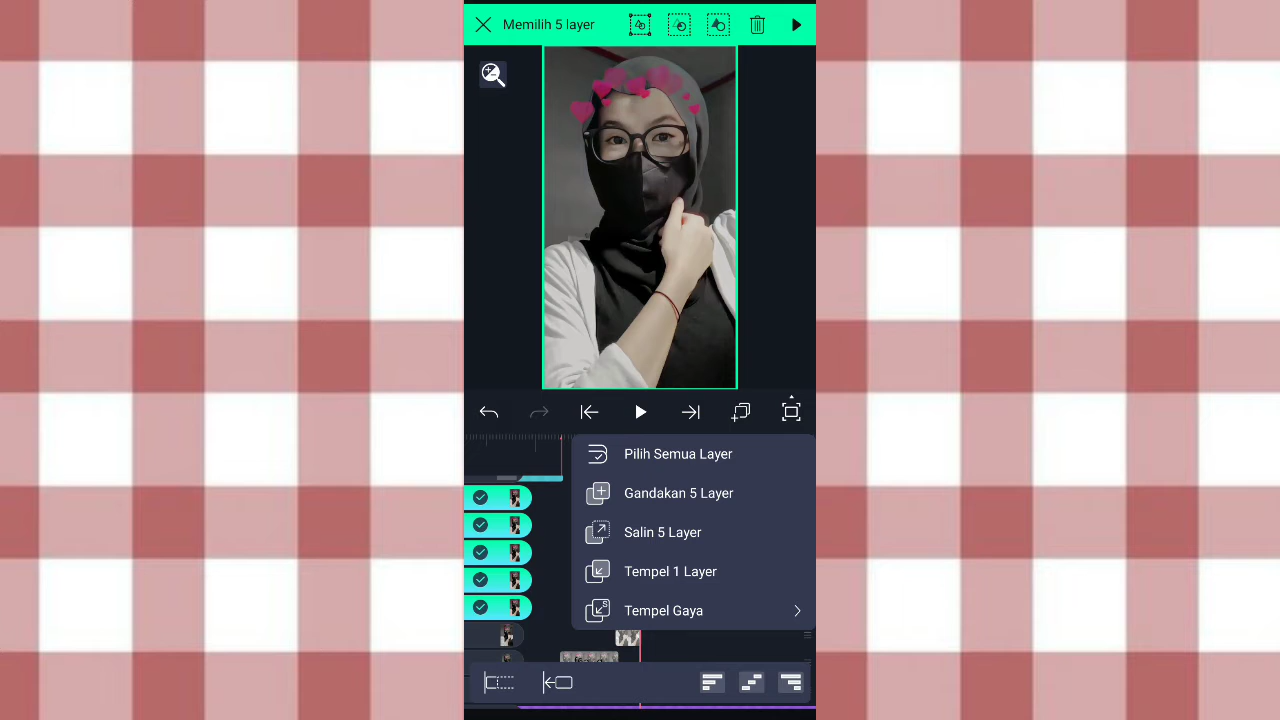 Memilih 5 layer
Pilih Semua Layer
Gandakan 5 Layer
Salin 5 Layer
Tempel 1 Layer
Tempel Gaya